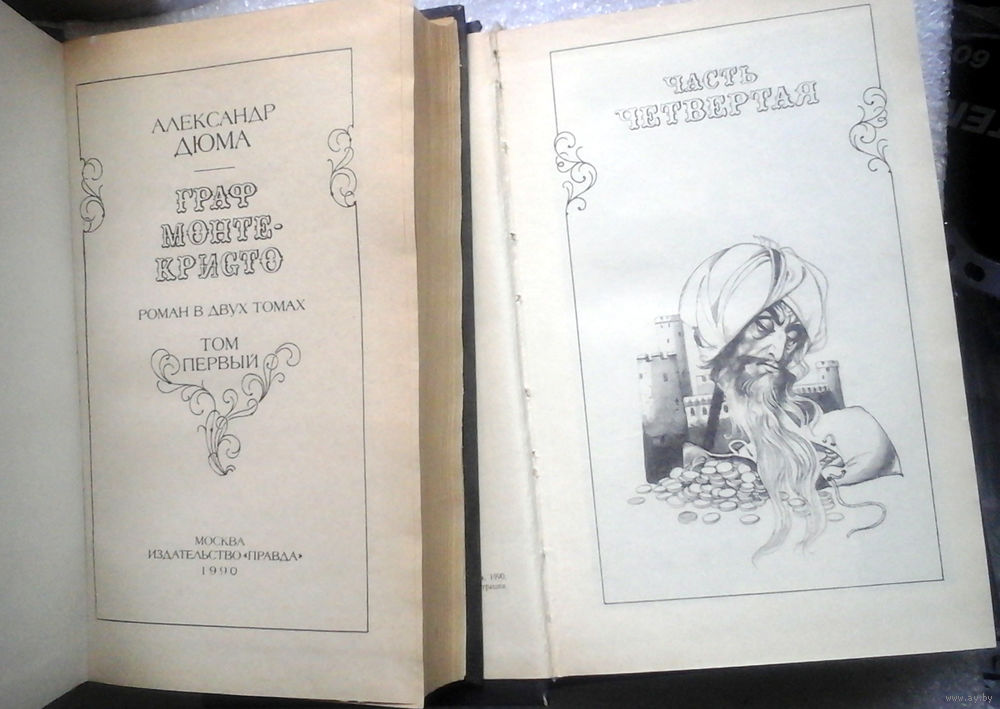 АЛЕКСАНДР
ДЮМА
ГРАФ
МОНТЕ-
КРИСТО
РОМАН В ДВУХ ТОМАХ
ТОМ
ПЕРВЫЙ
МОСКВА
ИЗДАТЕЛЬСТВО «ПРАВДА»
1990
ЧАСТЬ
ЧЕТВЕРТАЯ
1990.
www.ay.by